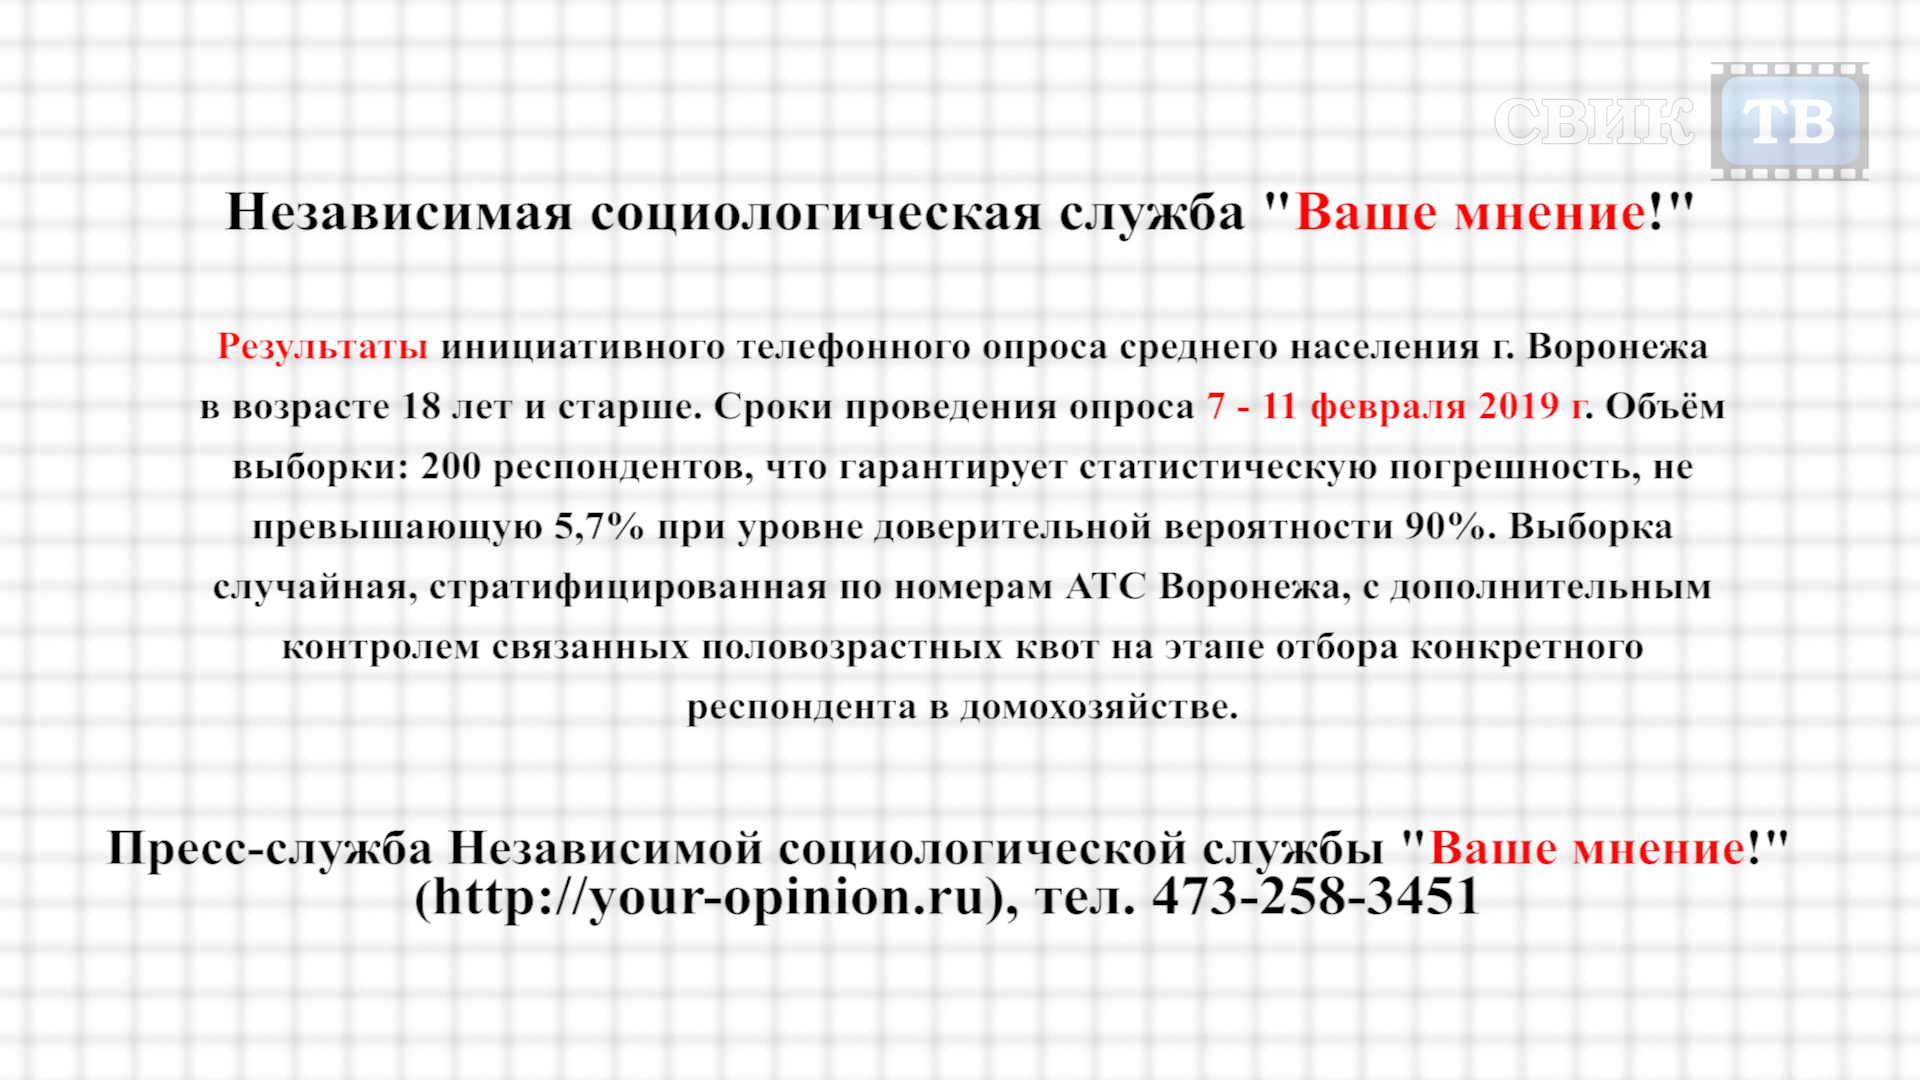 СВИК ТВ
Независимая социологическая служба "Ваше мнение!"
Результаты инициативного телефонного опроса среднего населения г. Воронежа
в возрасте 18 лет и старше. Сроки проведения опроса 7 - 11 февраля 2019 г. Объём
выборки: 200 респондентов, что гарантирует статистическую погрешность, не
превышающую 5,7% при уровне доверительной вероятности 90%. Выборка
случайная, стратифицированная по номерам АТС Воронежа, с дополнительным
контролем связанных половозрастных квот на этапе отбора конкретного
респондента в домохозяйстве.
Пресс-служба Независимой социологической службы "Ваше мнение!"
(http://your-opinion.ru), тел. 473-258-3451